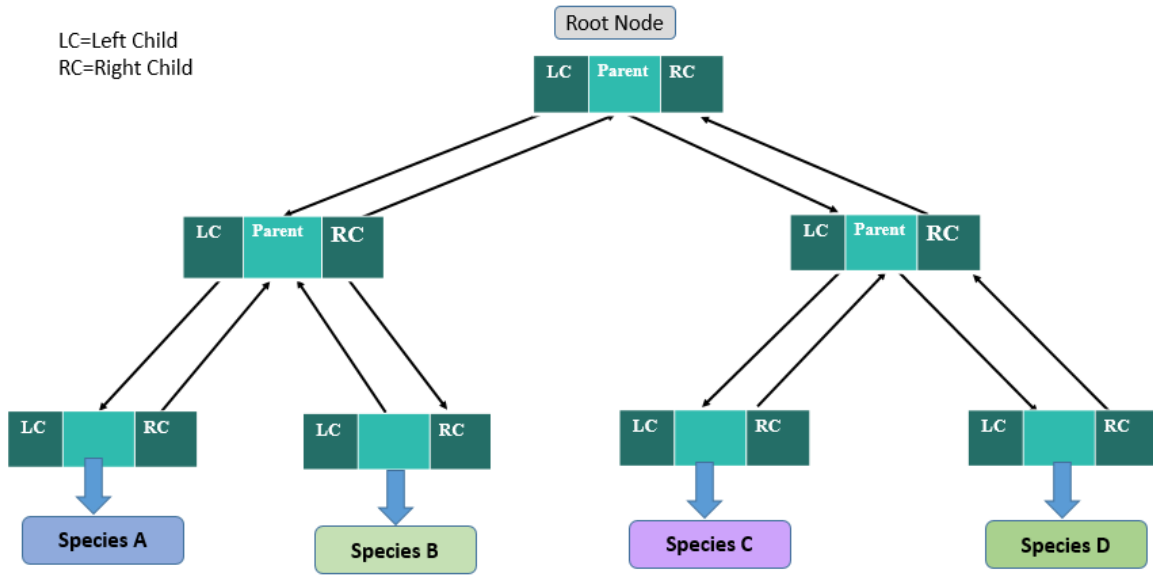 Root Node
LC=Left Child
RC=Right Child
LC Parent RC
LC Parent RC
LC Parent RC
LC RC
LC RC
LC RC
LC RC
Species A
Species B
Species C
Species D